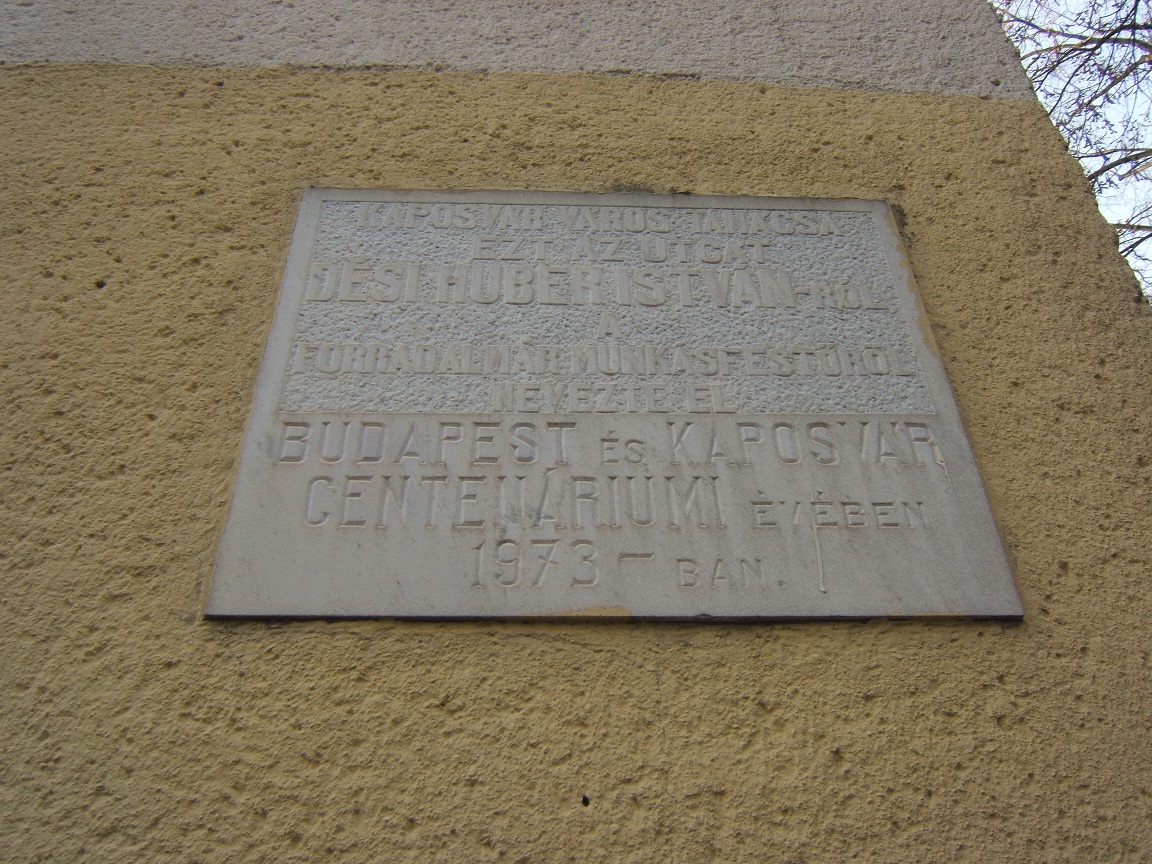 KAPOSVÁR VÁROS TANÁCSA
EZT AZ UTCÁT
DÉSI HUBER ISTVÁN-RÓL,
A
FORRADALMÁR MUNKÁSFESTŐRŐL
NEVEZTE EL
BUDAPEST ÉS KAPOSVÁR
CENTENÁRIUMI ÉVÉBEN
1973 - BAN.